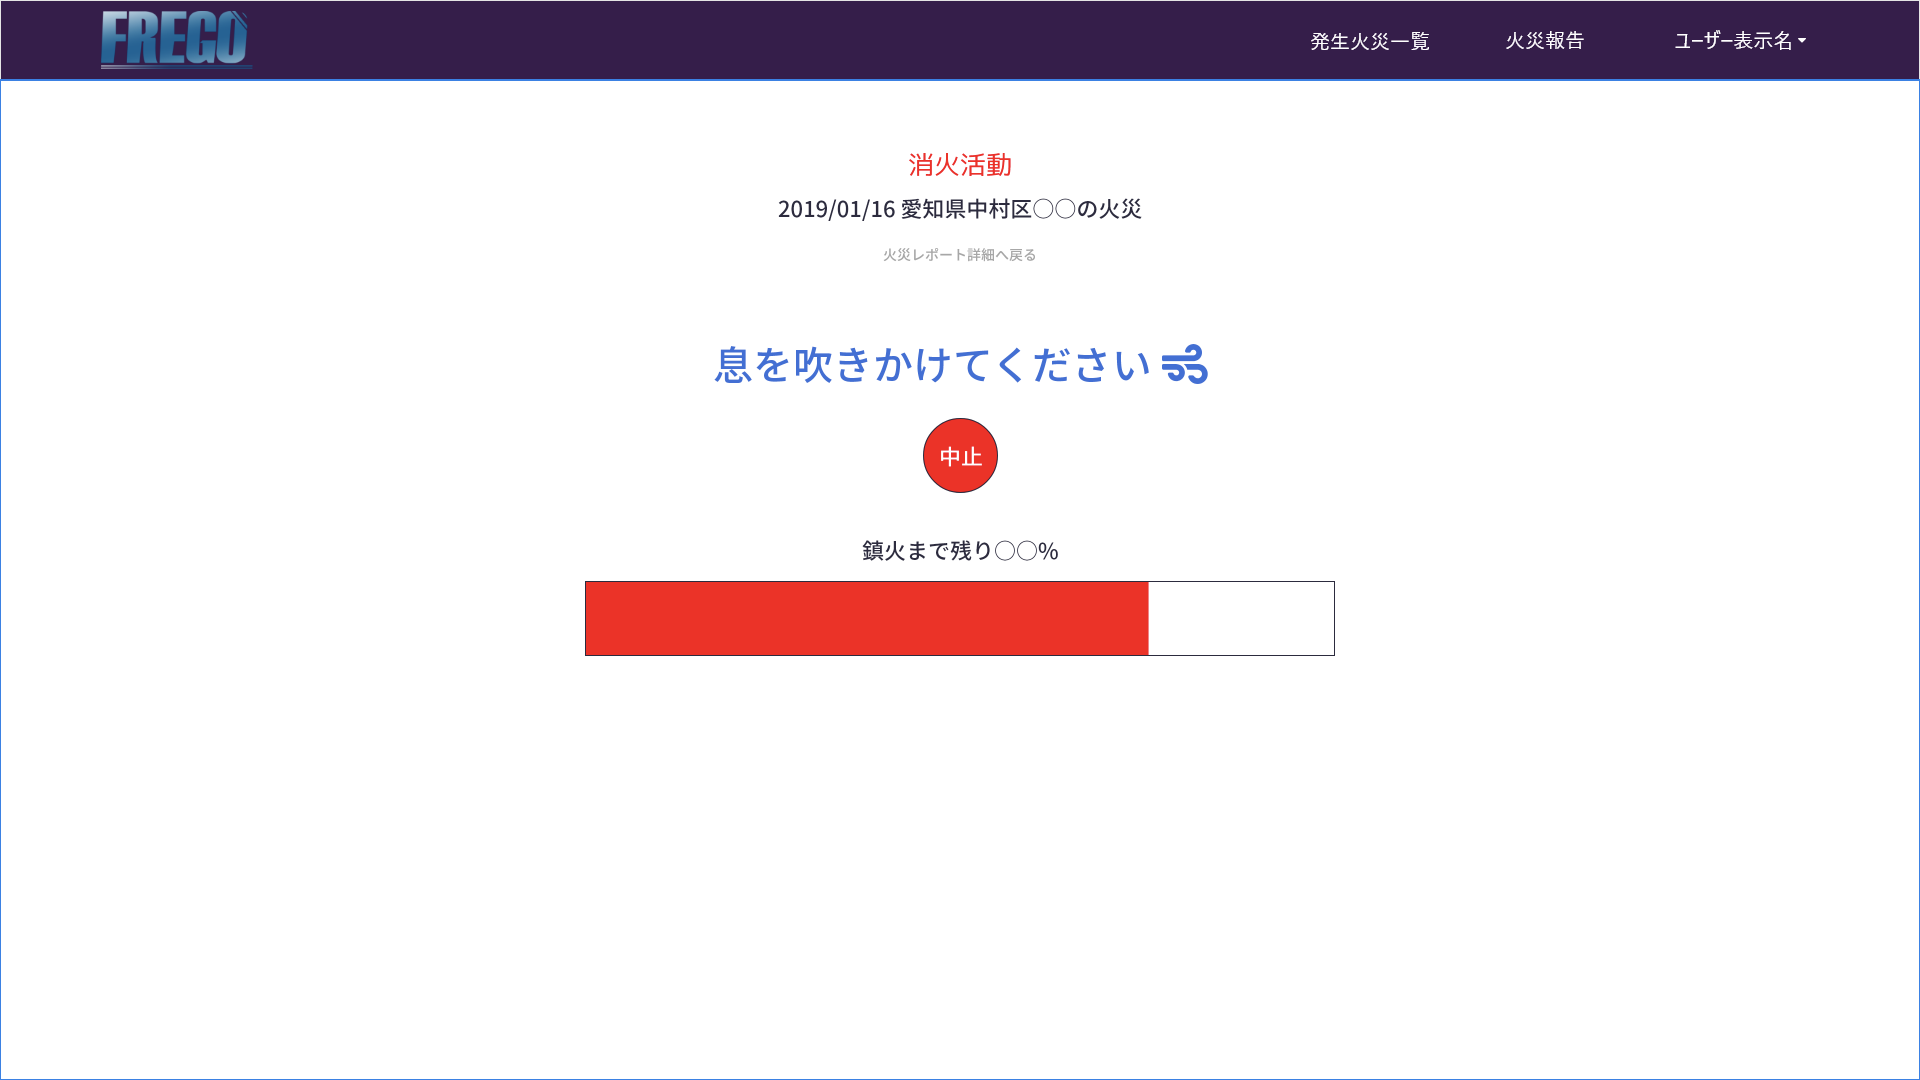 FREGO
発生火災一覧
火災報告
ユーザー表示名
消火活動
2019/01/16 愛知県中村区◯◯の火災
火災レポート詳細へ戻る
息を吹きかけてください
中止
鎮火まで残り◯◯%